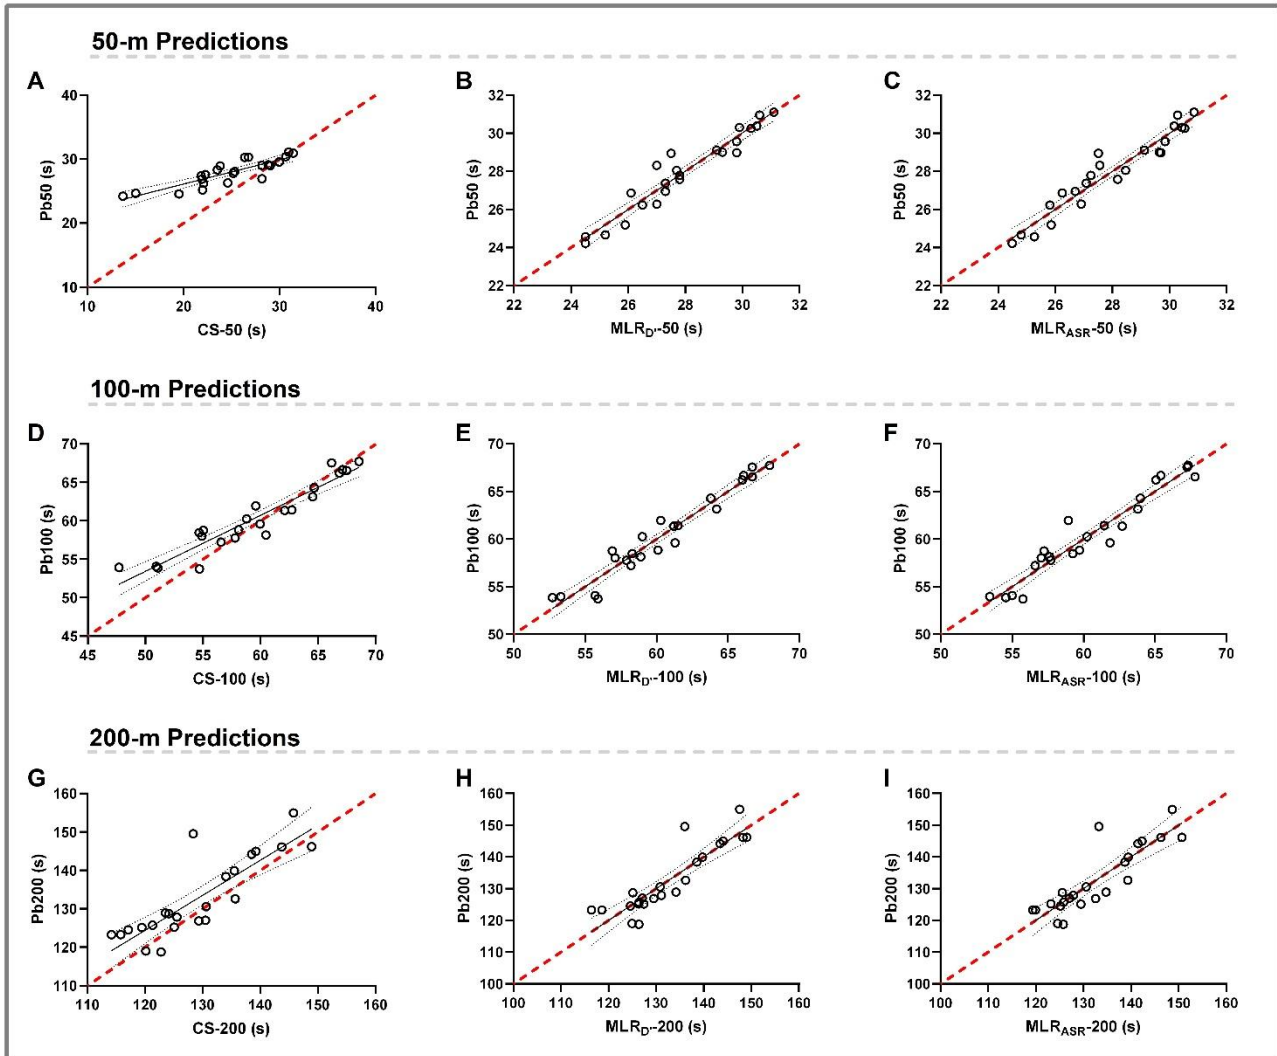 50-m Predictions
A
B
C
40
30
20
10
Pb50 (s)
10 20 30 40
CS-50 (s)
32
30
28
26
24
22
Pb50 (s)
22 24 26 28 30 32
MLRD'-50 (s)
32
30
28
26
24
22
Pb50 (s)
22 24 26 28 30 32
MLRASR-50 (s)
100-m Predictions
D
E
F
70
65
60
55
50
45
Pb100 (s)
45 50 55 60 65 70
CS-100 (s)
70
65
60
55
50
Pb100 (s)
50 55 60 65 70
MLRD'-100 (s)
70
65
60
55
50
Pb100 (s)
50 55 60 65 70
MLRASR-100 (s)
200-m Predictions
G
H
I
160
150
140
130
120
110
Pb200 (s)
110 120 130 140 150 160
CS-200 (s)
160
150
140
130
120
110
100
Pb200 (s)
100 110 120 130 140 150 160
MLRD'-200 (s)
160
150
140
130
120
110
100
Pb200 (s)
100 110 120 130 140 150 160
MLRASR-200 (s)